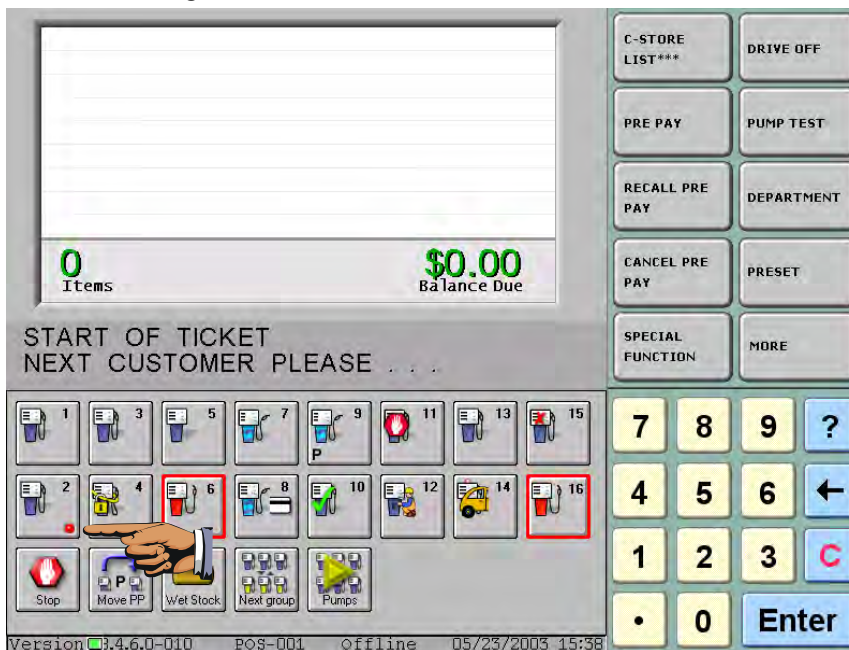 0
Items
$0.00
Balance Due
START OF TICKET
NEXT CUSTOMER PLEASE . . .
C-STORE
LIST***
DRIVE OFF
PRE PAY
PUMP TEST
RECALL PRE
PAY
DEPARTMENT
CANCEL PRE
PAY
PRESET
SPECIAL
FUNCTION
MORE
1 3 5 7 9 11 13 15
P
2 4 6 8 10 12 14 16
P
Stop Move PP Wet Stock Next group Pumps
7 8 9 ?
4 5 6 ←
1 2 3 C
• 0 Enter
Version 3.4.6.0-010 POS-001 Offline 05/23/2003 15:38